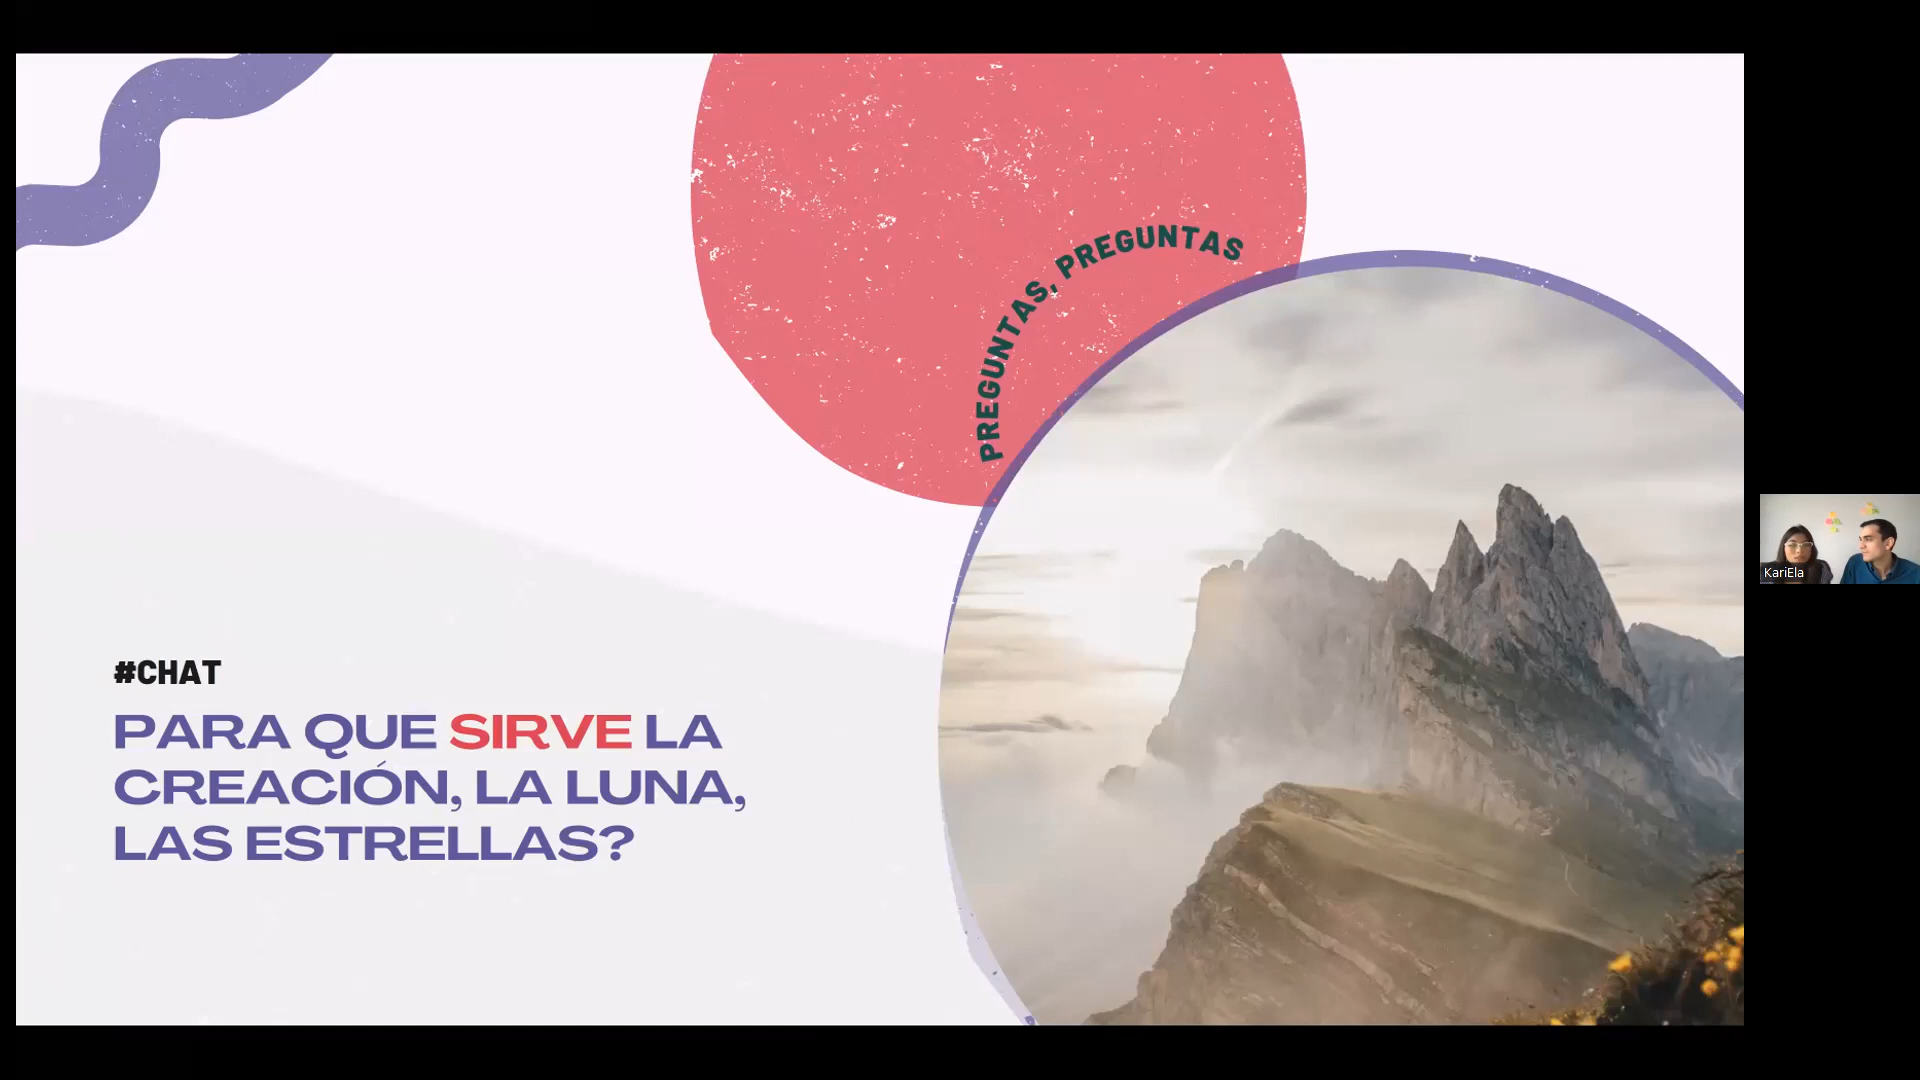 PREGUNTAS, PREGUNTAS
#CHAT
PARA QUE SIRVE LA
CREACIÓN, LA LUNA,
LAS ESTRELLAS?
KariEla